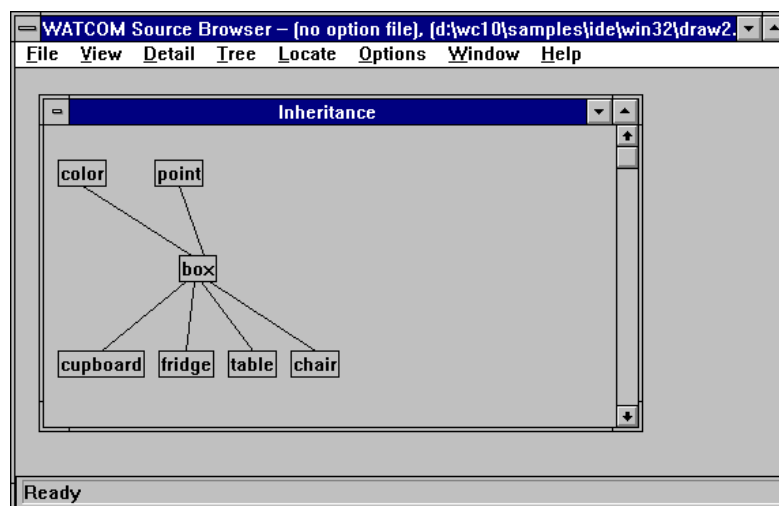 WATCOM Source Browser – (no option file), (d:\wc10\samples\ide\win32\draw2.
File View Detail Tree Locate Options Window Help
Inheritance
color point
box
cupboard fridge table chair
Ready